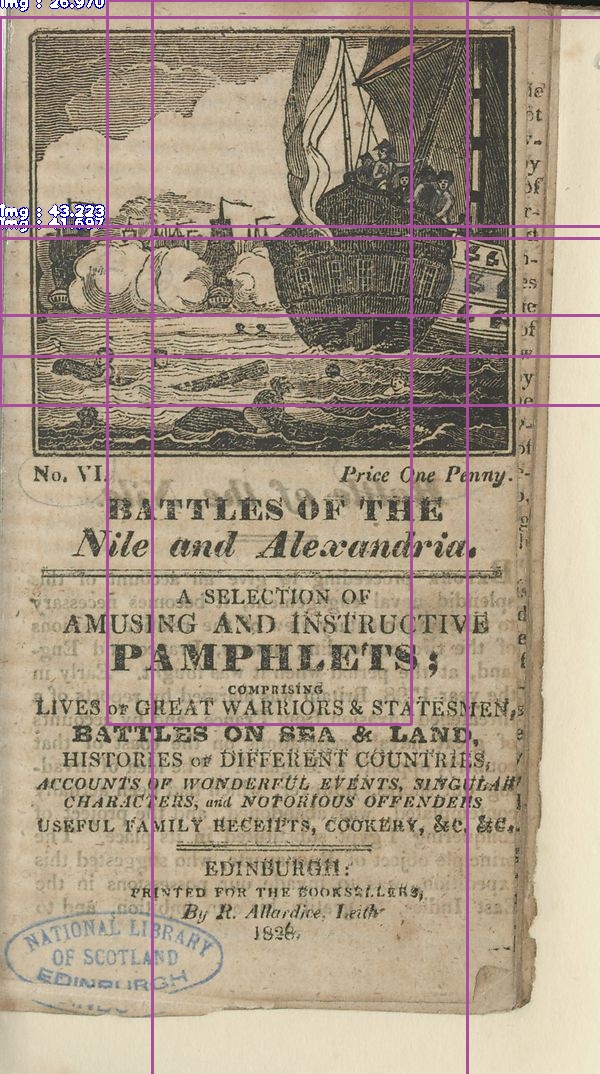 Img : 26.970
Img : 43.223
Img : 41.597
No. VI.
Price One Penny.
BATTLES OF THE
Nile and Alexandria.
A SELECTION OF
AMUSING AND INSTRUCTIVE
PAMPHLETS;
COMPRISING
LIVES OF GREAT WARRIORS & STATESMEN,
BATTLES ON SEA & LAND,
HISTORIES OF DIFFERENT COUNTRIES,
ACCOUNTS OF WONDERFUL EVENTS, SINGULAR
CHARACTERS, and NOTORIOUS OFFENDERS
USEFUL FAMILY RECEIPTS, COOKERY, &C. &C.
EDINBURGH:
PRINTED FOR THE BOOKSELLERS,
By R. Allardice, Leith
1828.
NATIONAL LIBRARY
OF SCOTLAND
EDINBURGH